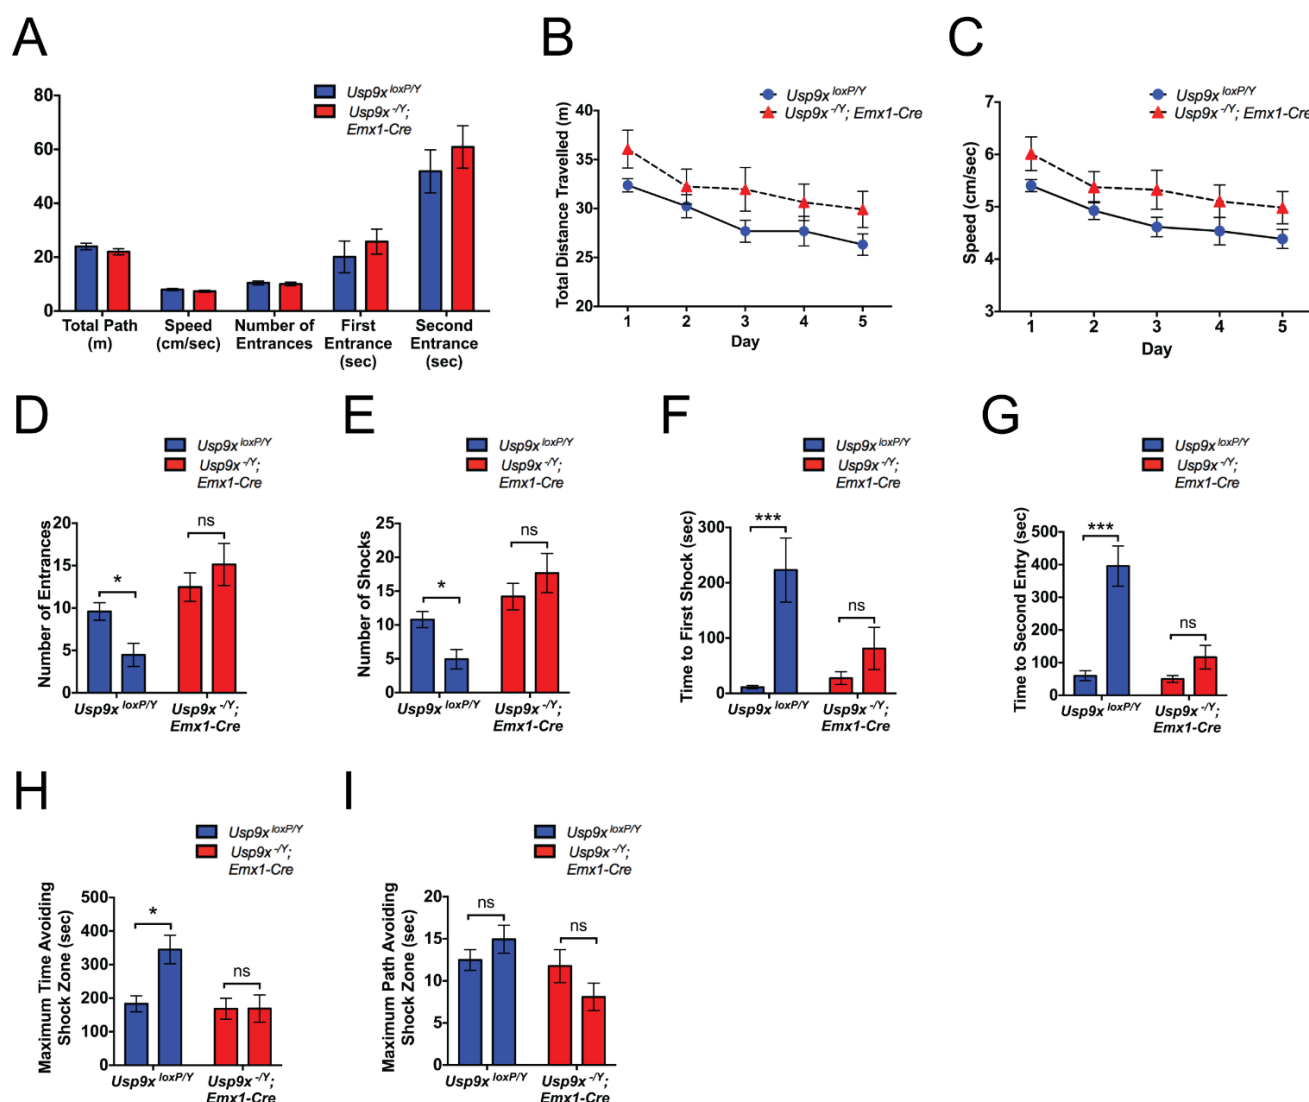 A
Usp9x loxP/Y
Usp9x -/Y;
Emx1-Cre
80
60
40
20
0
Total Path
(m)
Speed
(cm/sec)
Number of
Entrances
First
Entrance
(sec)
Second
Entrance
(sec)
B
Usp9x loxP/Y
Usp9x -/Y; Emx1-Cre
Total Distance Travelled (m)
40
35
30
25
20
1 2 3 4 5
Day
C
Usp9x loxP/Y
Usp9x -/Y; Emx1-Cre
Speed (cm/sec)
7
6
5
4
3
1 2 3 4 5
Day
D
Usp9x loxP/Y
Usp9x -/Y;
Emx1-Cre
Number of Entrances
20
15
10
5
0
*
ns
Usp9x loxP/Y
Usp9x -/Y;
Emx1-Cre
E
Usp9x loxP/Y
Usp9x -/Y;
Emx1-Cre
Number of Shocks
25
20
15
10
5
0
*
ns
Usp9x loxP/Y
Usp9x -/Y;
Emx1-Cre
F
Usp9x loxP/Y
Usp9x -/Y;
Emx1-Cre
Time to First Shock (sec)
300
200
100
0
***
ns
Usp9x loxP/Y
Usp9x -/Y;
Emx1-Cre
G
Usp9x loxP/Y
Usp9x -/Y;
Emx1-Cre
Time to Second Entry (sec)
500
400
300
200
100
0
***
ns
Usp9x loxP/Y
Usp9x -/Y;
Emx1-Cre
H
Usp9x loxP/Y
Usp9x -/Y;
Emx1-Cre
Maximum Time Avoiding
Shock Zone (sec)
500
400
300
200
100
0
*
ns
Usp9x loxP/Y
Usp9x -/Y;
Emx1-Cre
I
Usp9x loxP/Y
Usp9x -/Y;
Emx1-Cre
Maximum Path Avoiding
Shock Zone (sec)
20
15
10
5
0
ns
ns
Usp9x loxP/Y
Usp9x -/Y;
Emx1-Cre